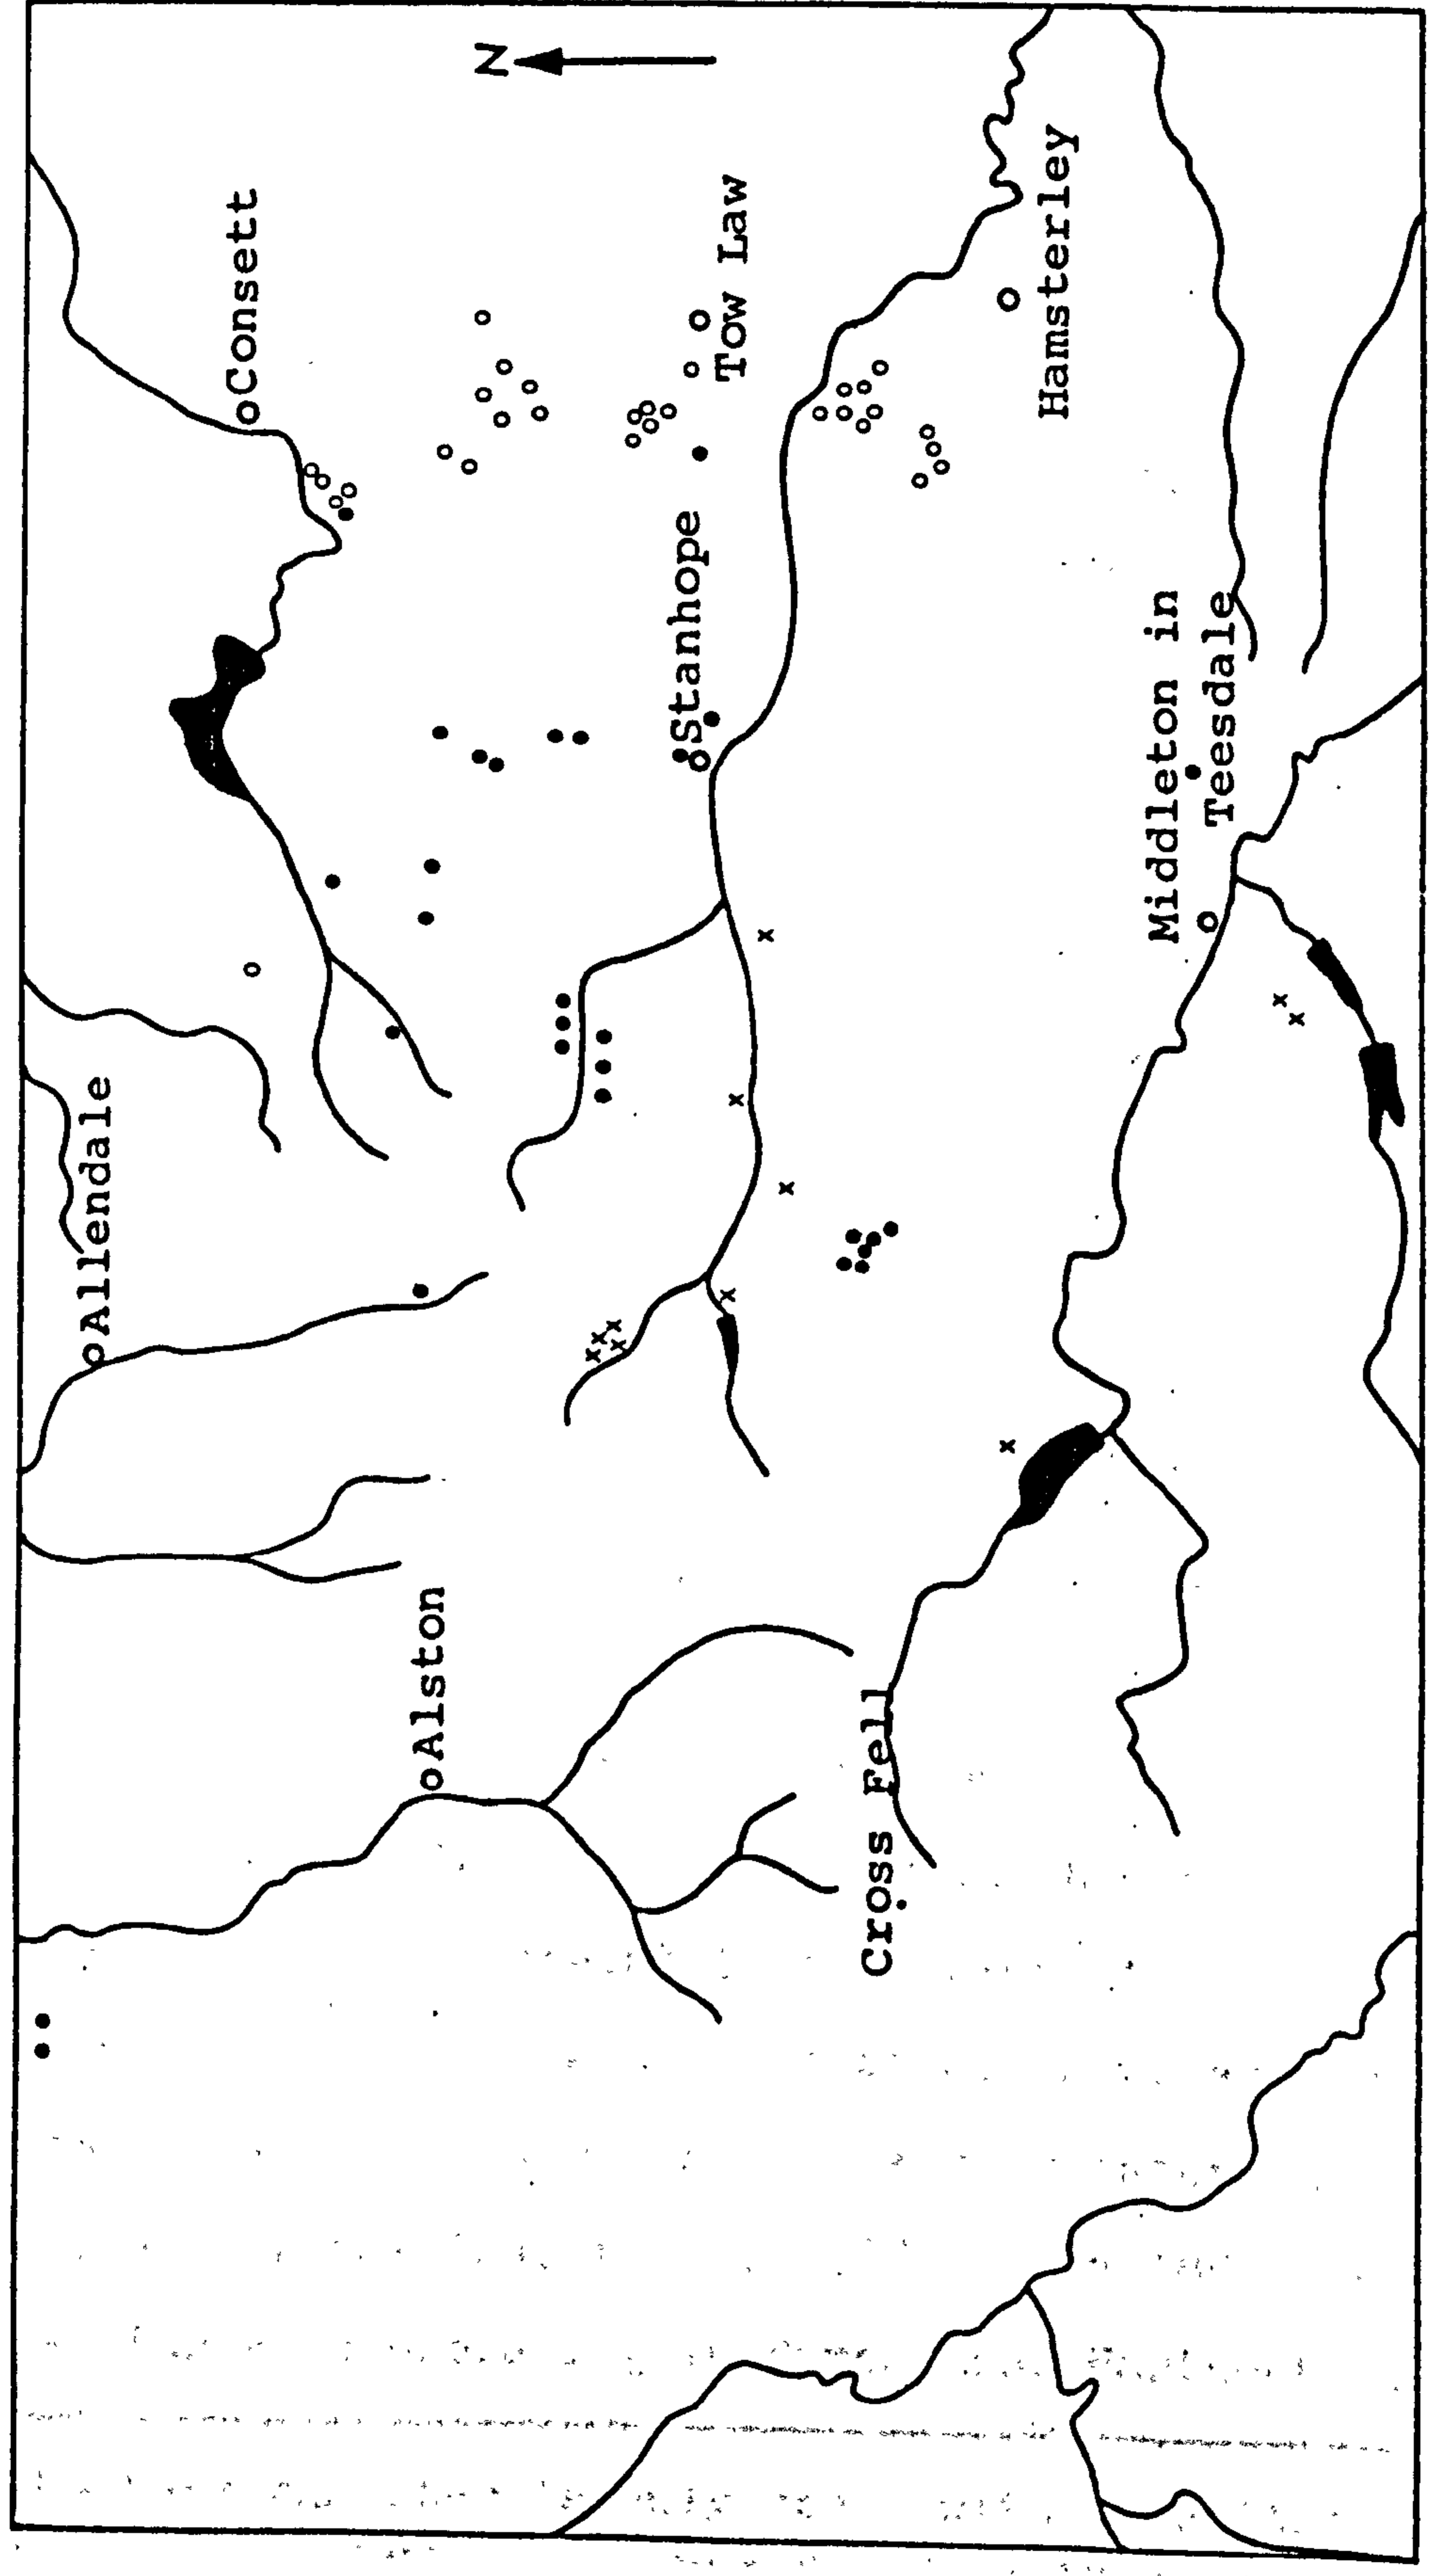 N
Consett
Allendale
Alston
Tow Law
Stanhope
Cross Fell
Hamsterley
Middleton in
Teesdale